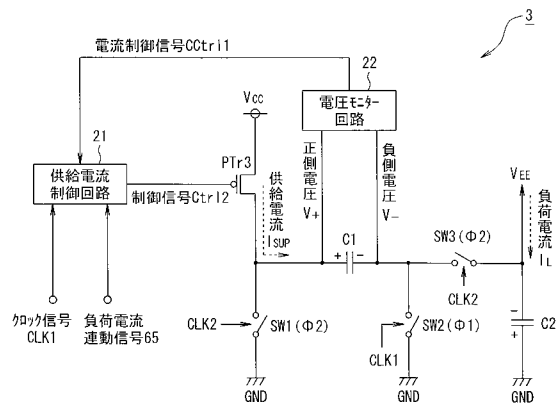 3
電流制御信号CCtrl1
22
電圧モニター
回路
VCC
21
供給電流
制御回路
PTr3
制御信号Ctrl2
供給電流
ISUP
正側電圧
V+
負側電圧
V−
C1
+ −
SW3(Φ2)
CLK2
VEE
負荷電流
IL
クロック信号
CLK1
負荷電流
連動信号65
CLK2
SW1(Φ2)
CLK1
SW2(Φ1)
−
+
C2
GND
GND
GND